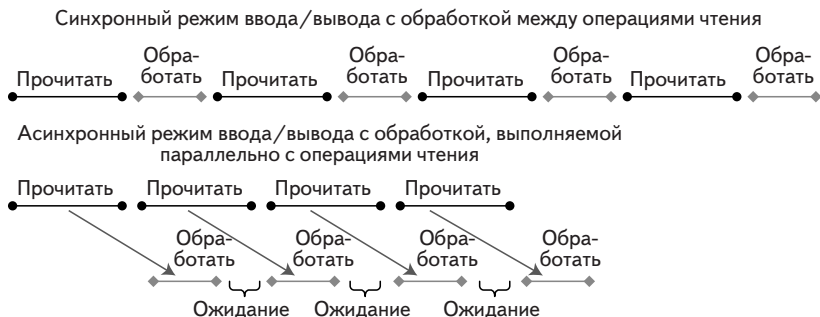 Синхронный режим ввода/вывода с обработкой между операциями чтения
Прочитать
Обра-
ботать
Прочитать
Обра-
ботать
Прочитать
Обра-
ботать
Прочитать
Обра-
ботать
Асинхронный режим ввода/вывода с обработкой, выполняемой
параллельно с операциями чтения
Прочитать Прочитать Прочитать Прочитать
Обра-
ботать
Обра-
ботать
Обра-
ботать
Обра-
ботать
Ожидание Ожидание Ожидание